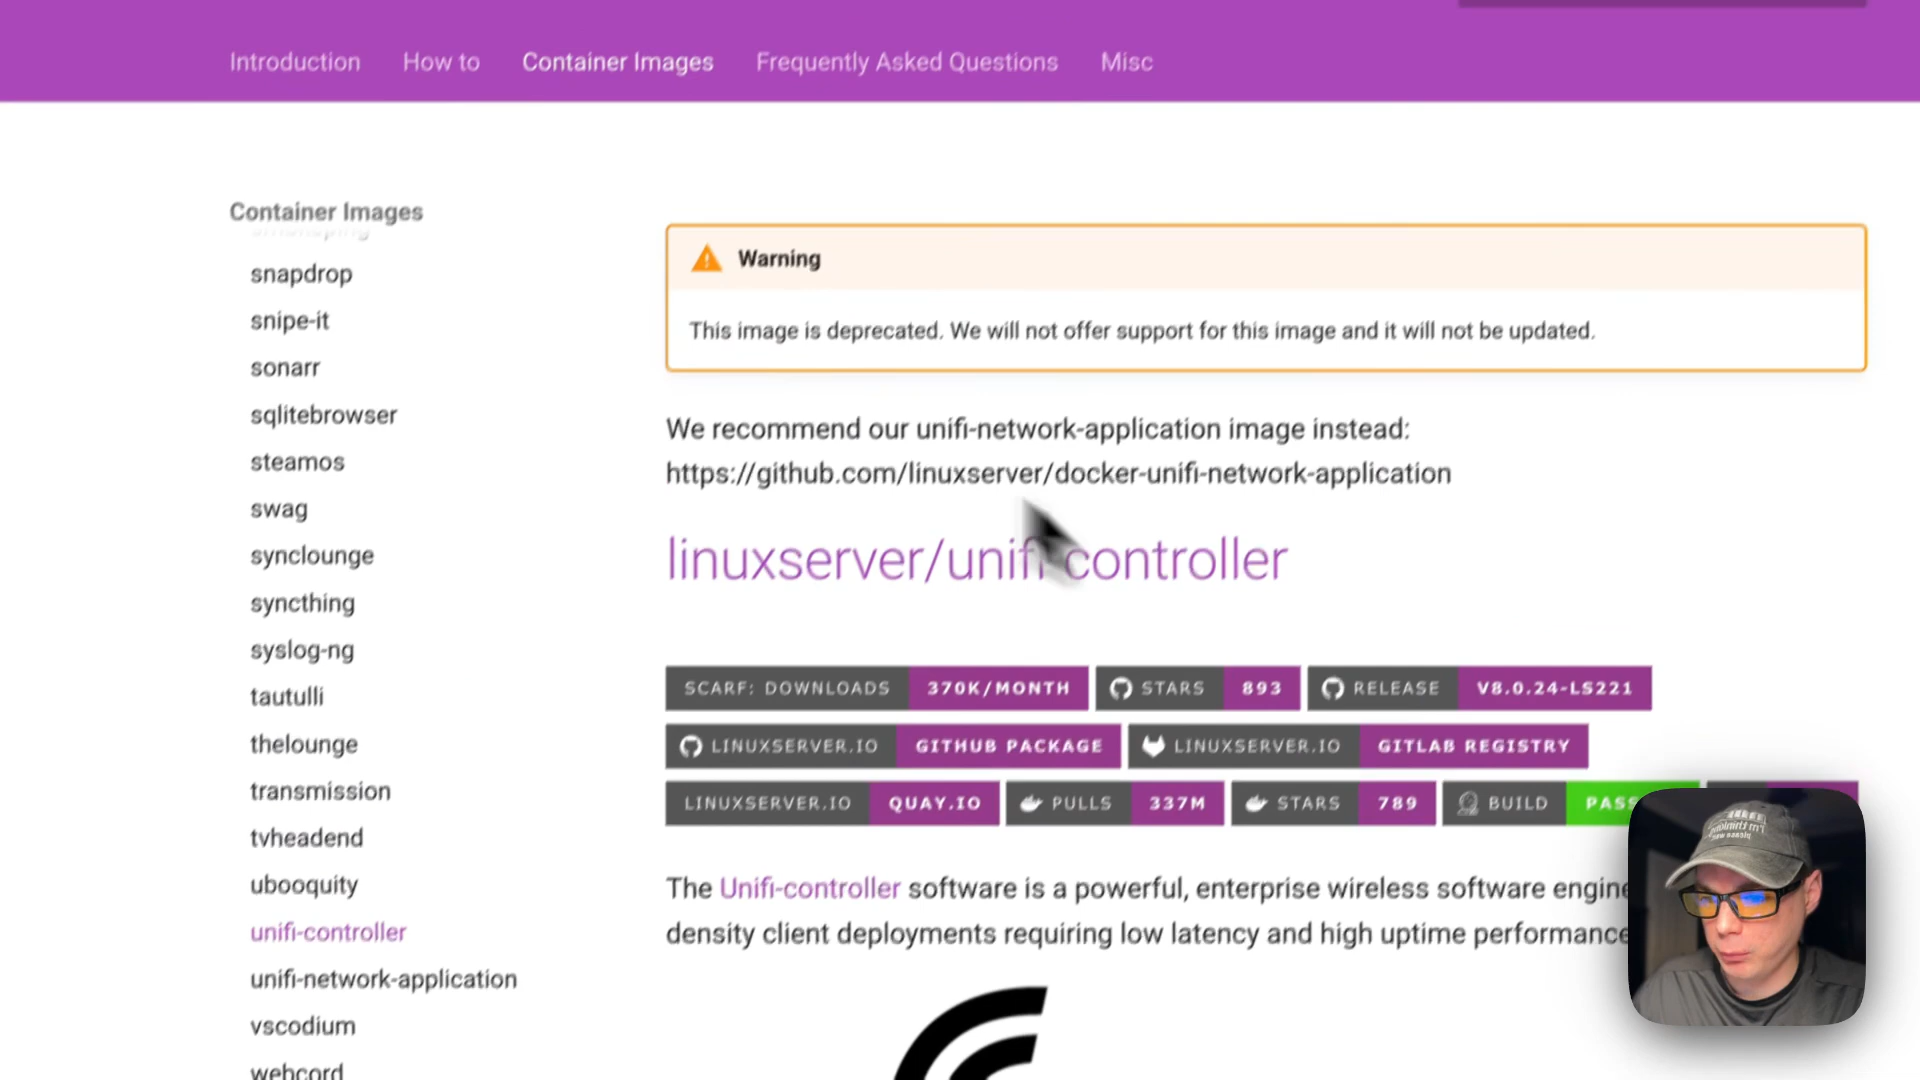 Introduction
How to
Container Images
Frequently Asked Questions
Misc
Container Images
snapdrop
snipe-it
sonarr
sqlitebrowser
steamos
swag
synclounge
syncthing
syslog-ng
tautulli
thelounge
transmission
tvheadend
ubooquity
unifi-controller
unifi-network-application
vscodium
webcord
Warning
This image is deprecated. We will not offer support for this image and it will not be updated.
We recommend our unifi-network-application image instead:
https://github.com/linuxserver/docker-unifi-network-application
linuxserver/unifi-controller
SCARF: DOWNLOADS 370K/MONTH
STARS 893
RELEASE V8.0.24-LS221
LINUXSERVER.IO GITHUB PACKAGE
LINUXSERVER.IO GITLAB REGISTRY
LINUXSERVER.IO QUAY.IO
PULLS 337M
STARS 789
BUILD PASS
The Unifi-controller software is a powerful, enterprise wireless software engine
density client deployments requiring low latency and high uptime performance